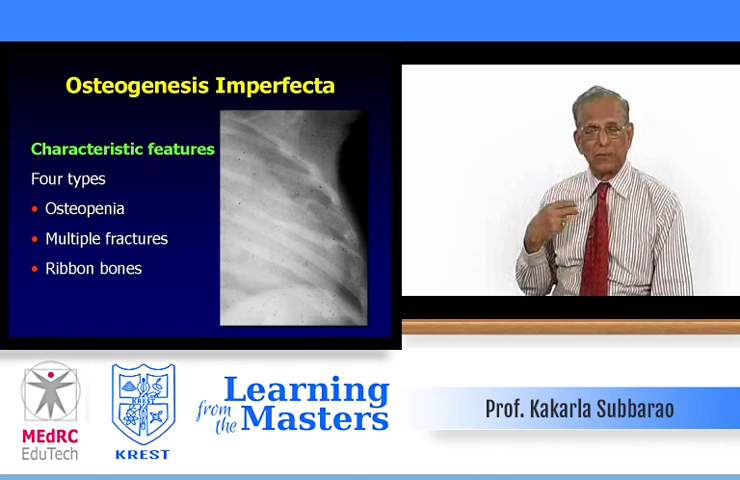 Osteogenesis Imperfecta
Characteristic features
Four types
• Osteopenia
• Multiple fractures
• Ribbon bones
MEdRC
EduTech
KREST
KREST
Learning
from the Masters
Prof. Kakarla Subbarao